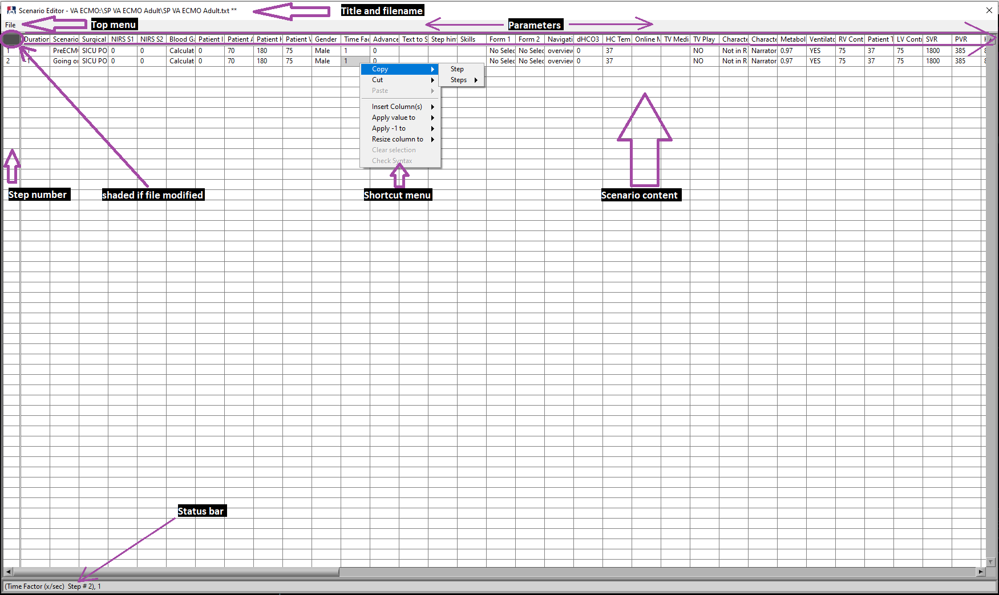 Scenario Editor - VA ECMO:\SP VA ECMO Adult\SP VA ECMO Adult.txt **
Title and filename
File
Top menu
Parameters
Duration Scenario Surgical NIRS S1 NIRS S2 Blood G Patient I Patient A Patient H Patient V Gender Time Fac Advance Text to S Step hin Skills Form 1 Form 2 Navigati dHCO3 HC Tem Online M TV Medi TV Play Characte Characte Metabol Ventilato RV Cont Patient T LV Conti SVR PVR
1 -1 PreECM SICU PO 0 0 Calculat 0 70 180 75 Male 1 0 No Selec No Selec overview 0 37 NO Not in R Narrator 0.97 YES 75 37 75 1800 385 8
2 -1 Going or SICU PO 0 0 Calculat 0 70 180 75 Male 1 0 No Selec No Selec overview 0 37 NO Not in R Narrator 0.97 YES 75 37 75 1800 385 8
Copy Step
Cut Steps
Paste
Insert Column(s)
Apply value to
Apply -1 to
Resize column to
Clear selection
Check Syntax
Step number
shaded if file modified
Shortcut menu
Scenario content
Status bar
(Time Factor (x/sec) Step # 2), 1